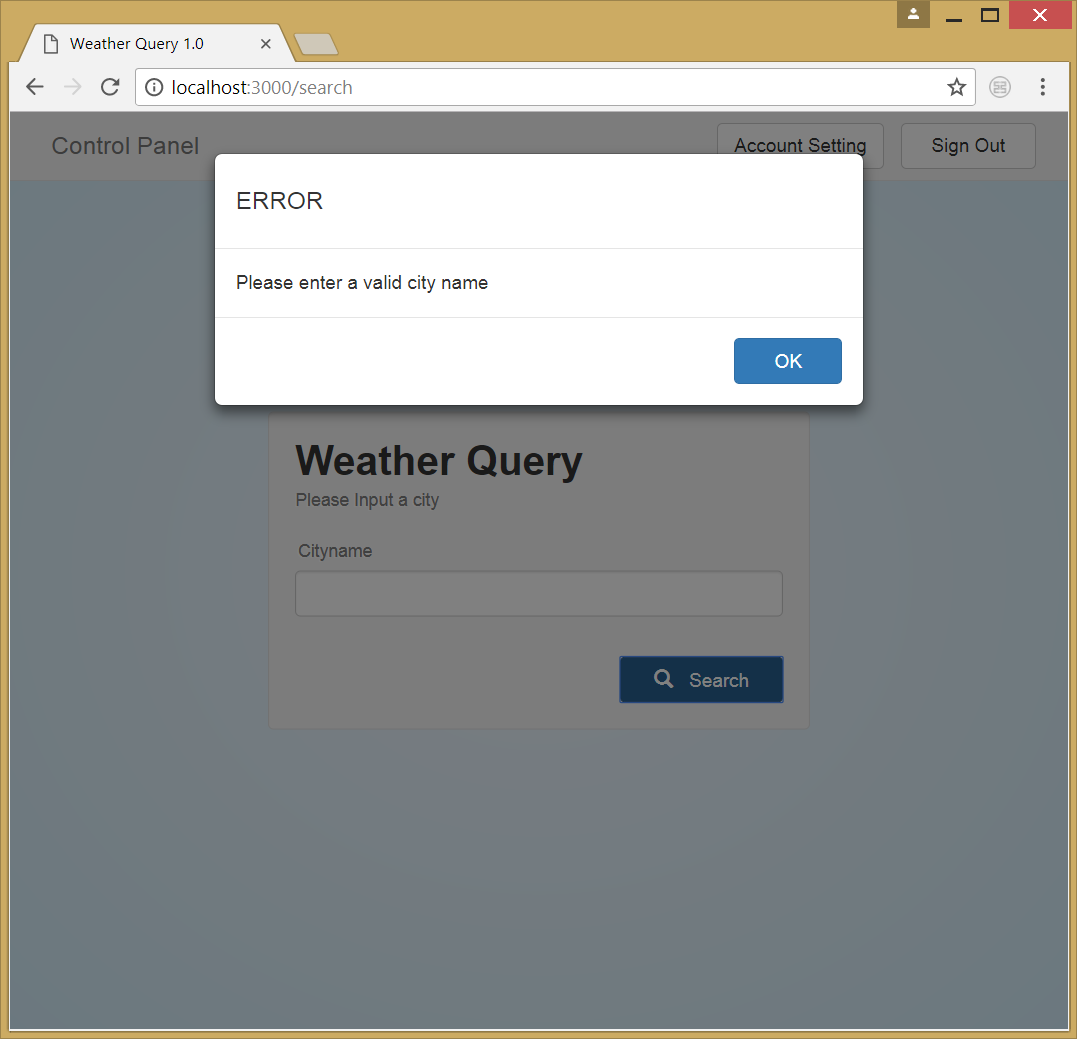 Weather Query 1.0
localhost:3000/search
Control Panel
Account Setting
Sign Out
ERROR
Please enter a valid city name
OK
Weather Query
Please Input a city
Cityname
Search